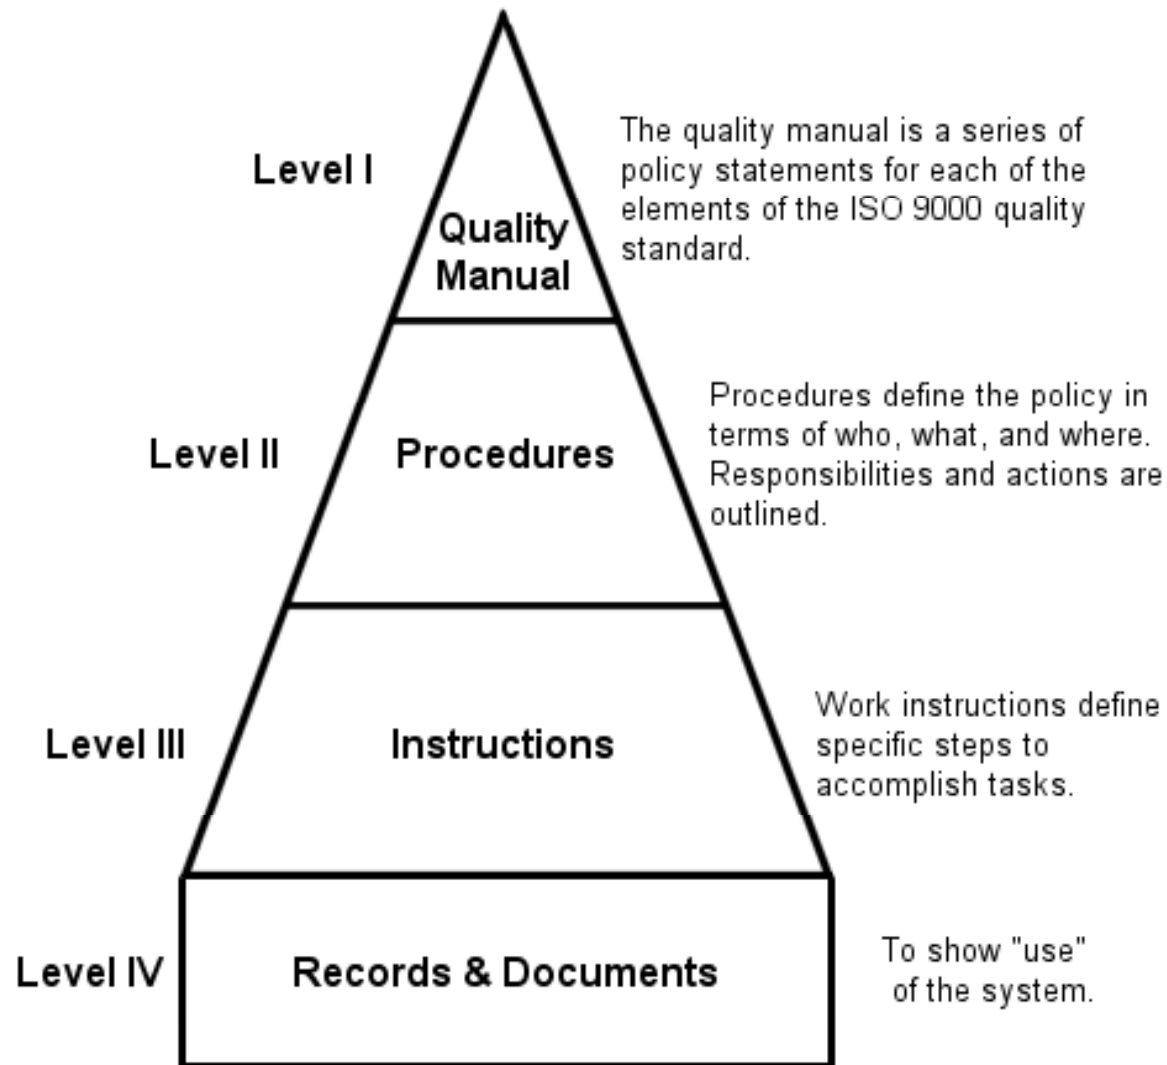 Level I
Quality
Manual
The quality manual is a series of
policy statements for each of the
elements of the ISO 9000 quality
standard.
Level II
Procedures
Procedures define the policy in
terms of who, what, and where.
Responsibilities and actions are
outlined.
Level III
Instructions
Work instructions define
specific steps to
accomplish tasks.
Level IV
Records & Documents
To show "use"
of the system.